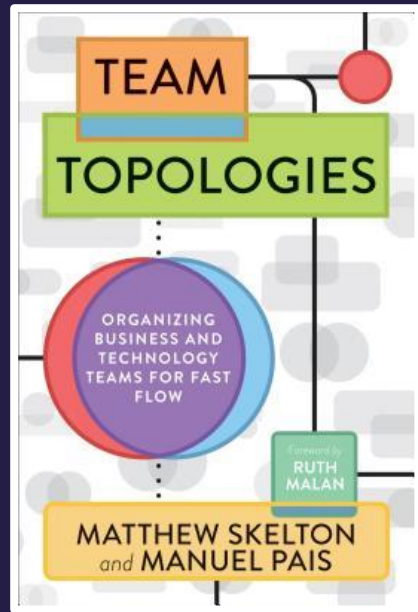 TEAM
TOPOLOGIES
ORGANIZING
BUSINESS AND
TECHNOLOGY
TEAMS FOR FAST
FLOW
Foreword by
RUTH
MALAN
MATTHEW SKELTON
and MANUEL PAIS